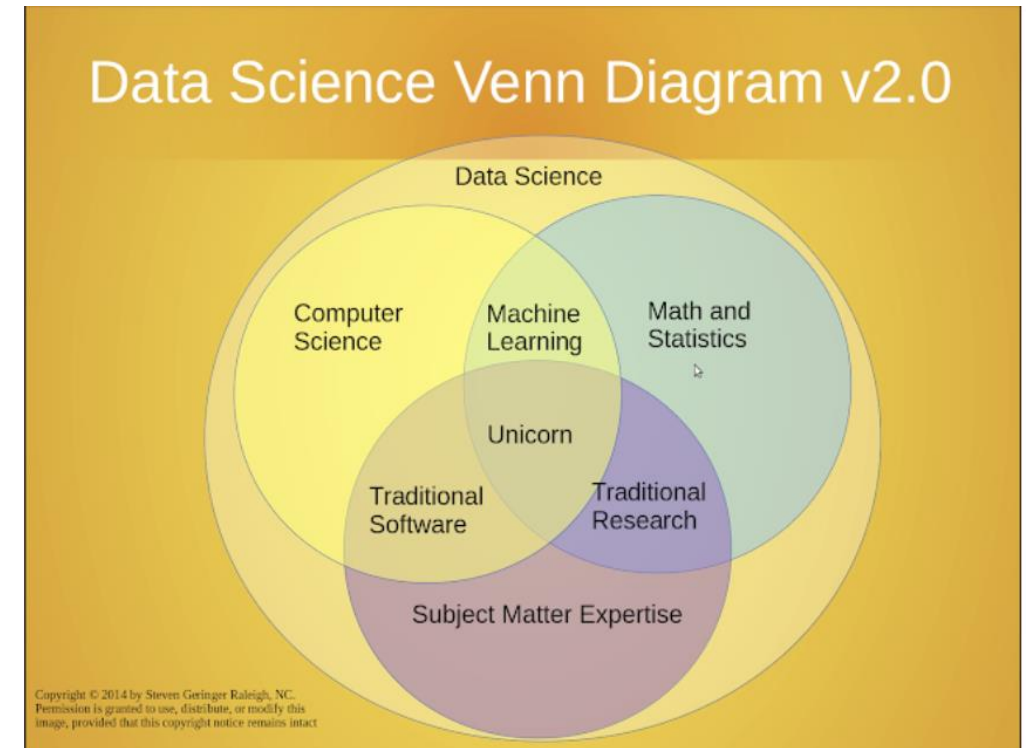 Data Science Venn Diagram v2.0
Data Science
Computer
Science
Machine
Learning
Math and
Statistics
Unicorn
Traditional
Software
Traditional
Research
Subject Matter Expertise
Copyright © 2014 by Steven Geringer Raleigh, NC.
Permission is granted to use, distribute, or modify this
image, provided that this copyright notice remains intact